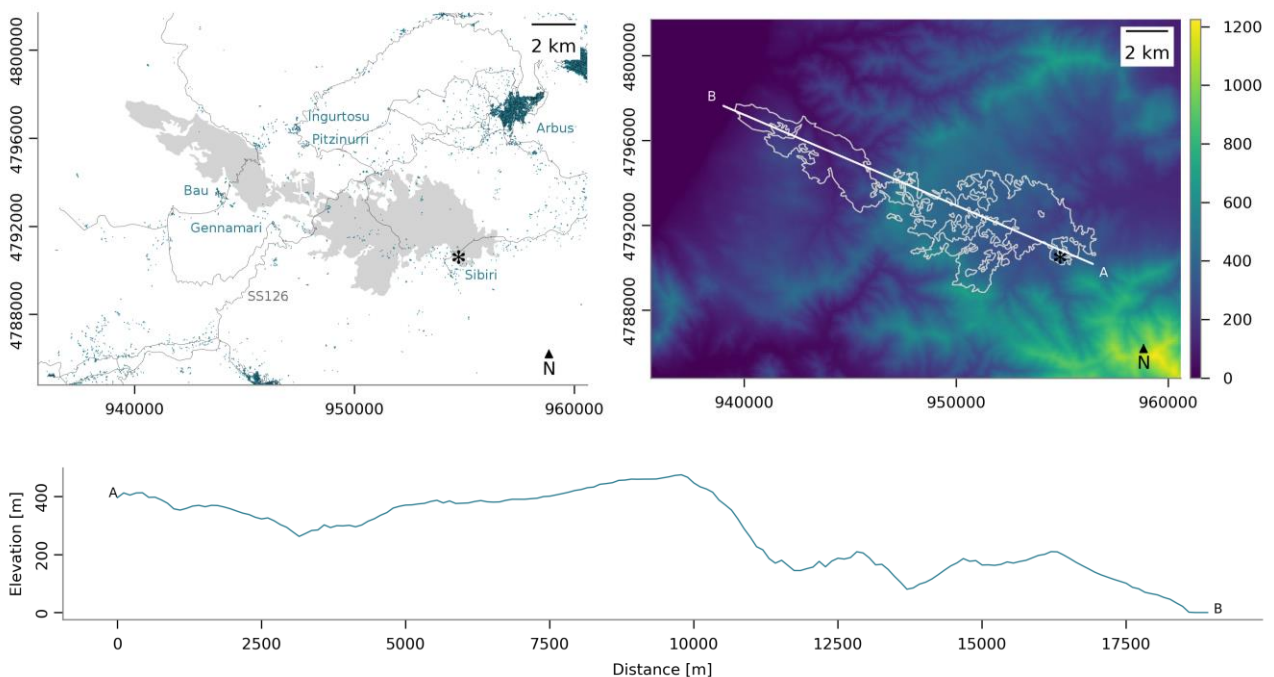 2 km
4800000
4796000
4792000
4788000
Ingurtosu
Pitzinurri
Arbus
Bau
Gennamari
Sibiri
SS126
N
940000
950000
960000
2 km
4800000
4796000
4792000
4788000
B
A
N
940000
950000
960000
1200
1000
800
600
400
200
0
Elevation [m]
400
200
0
A
B
0
2500
5000
7500
10000
12500
15000
17500
Distance [m]